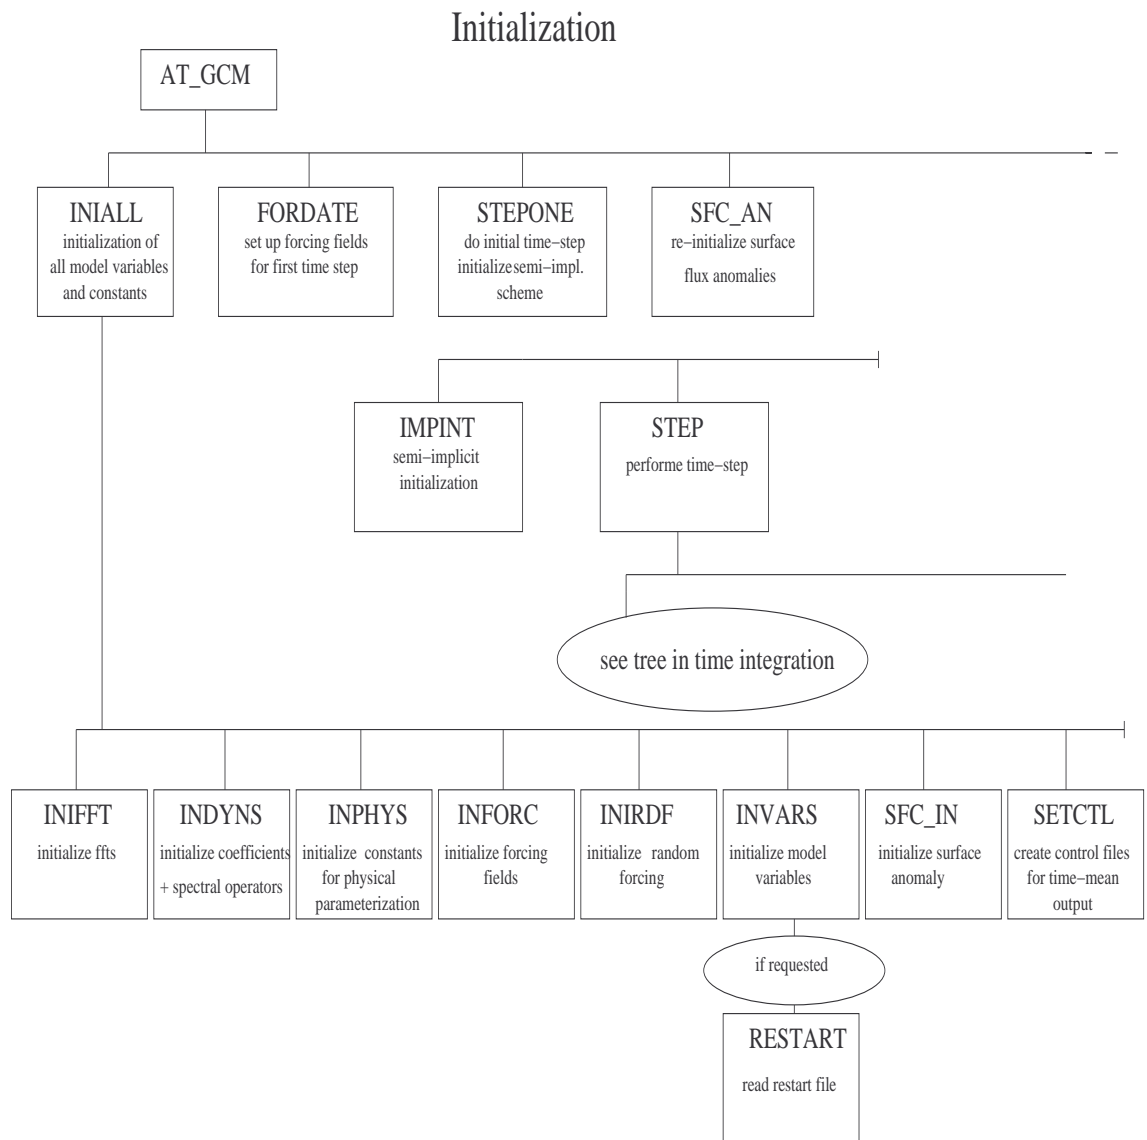 Initialization
AT_GCM
INIALL
initialization of
all model variables
and constants
FORDATE
set up forcing fields
for first time step
STEPONE
do initial time−step
initialize semi−impl.
scheme
SFC_AN
re−initialize surface
flux anomalies
IMPINT
semi−implicit
initialization
STEP
performe time−step
see tree in time integration
INIFFT
initialize ffts
INDYNS
initialize coefficients
+ spectral operators
INPHYS
initialize constants
for physical
parameterization
INFORC
initialize forcing
fields
INIRDF
initialize random
forcing
INVARS
initialize model
variables
SFC_IN
initialize surface
anomaly
SETCTL
create control files
for time−mean
output
if requested
RESTART
read restart file